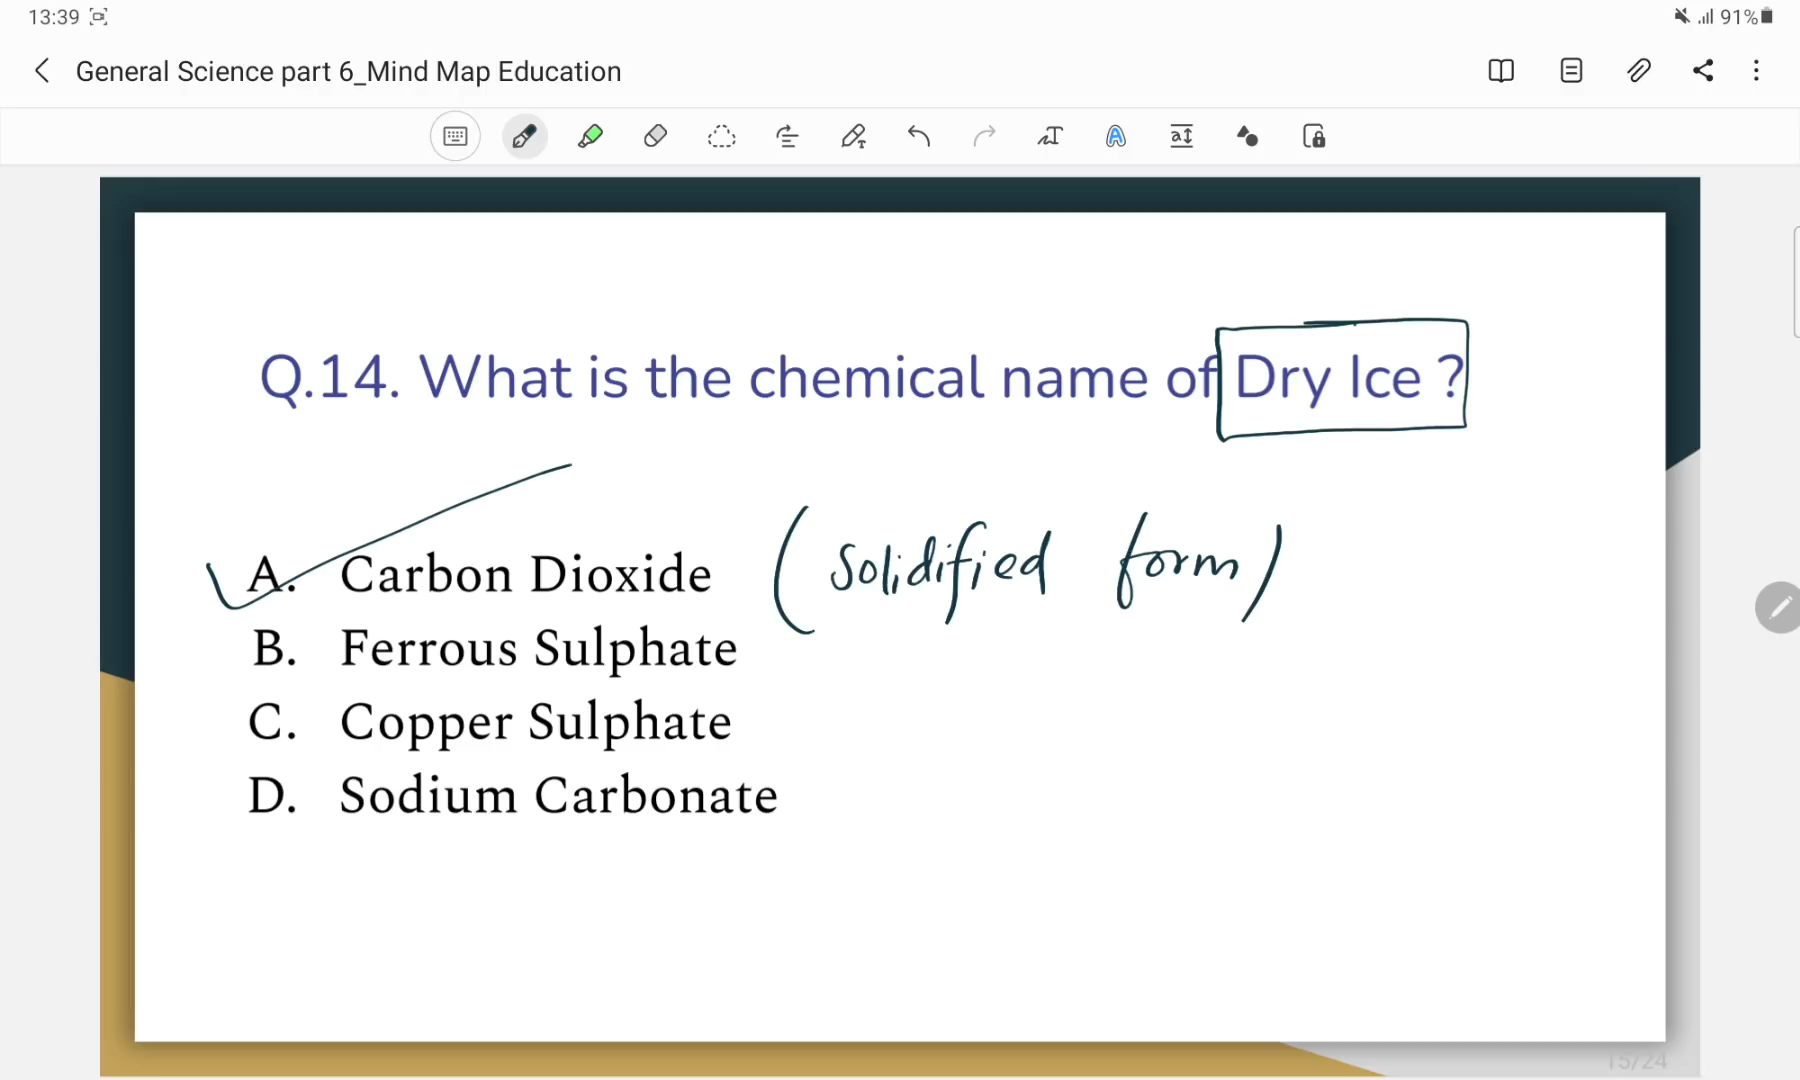 13:39
91%
General Science part 6_Mind Map Education
Q.14. What is the chemical name of Dry Ice ?
A. Carbon Dioxide (Solidified form)
B. Ferrous Sulphate
C. Copper Sulphate
D. Sodium Carbonate
15/24